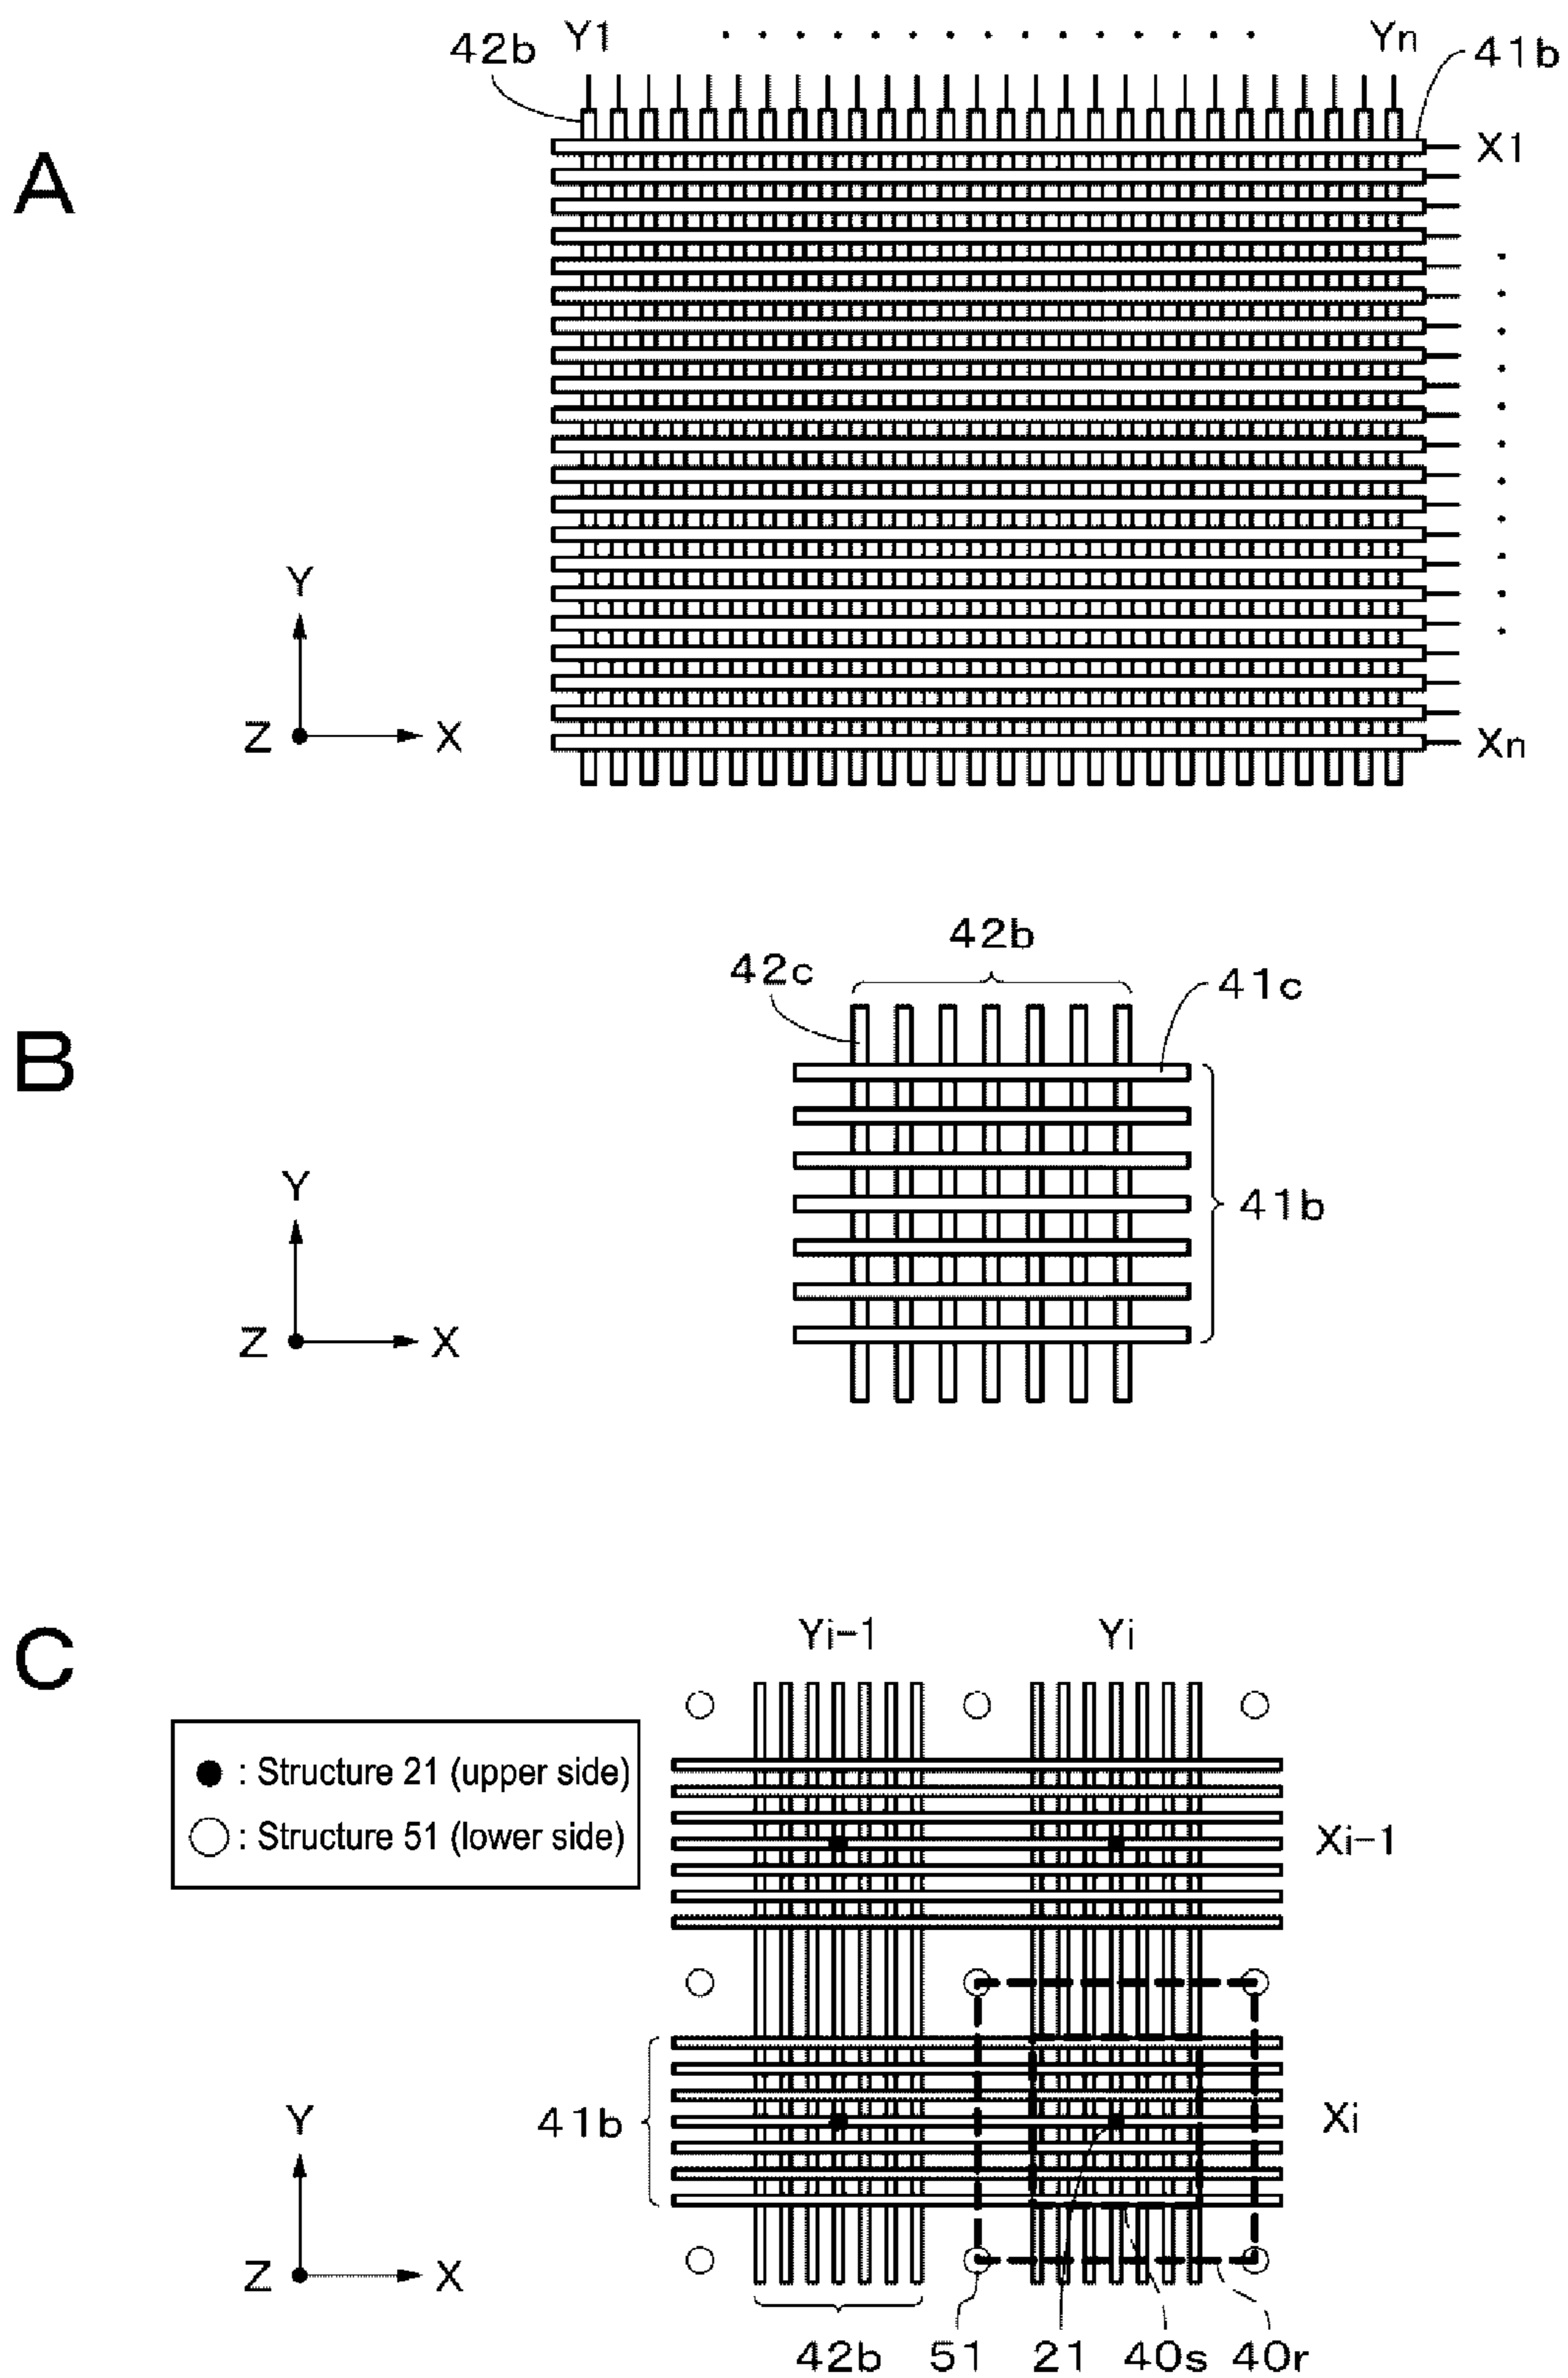 A
42b
Y1
Yn
41b
X1
Xn
Y
Z
X
B
42b
42c
41c
41b
Y
Z
X
C
Yi-1
Yi
● : Structure 21 (upper side)
○ : Structure 51 (lower side)
Xi-1
41b
Xi
Y
Z
X
42b
51
21
40s
40r